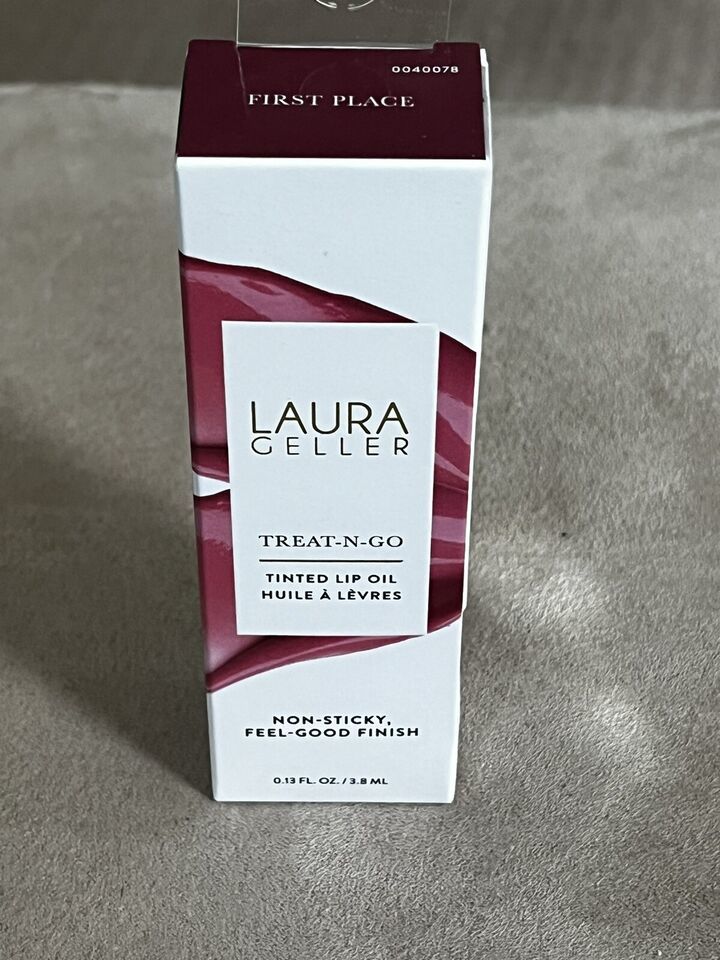 0040078
FIRST PLACE
LAURA
GELLER
TREAT-N-GO
TINTED LIP OIL
HUILE À LÈVRES
NON-STICKY,
FEEL-GOOD FINISH
0.13 FL. OZ. / 3.8 ML